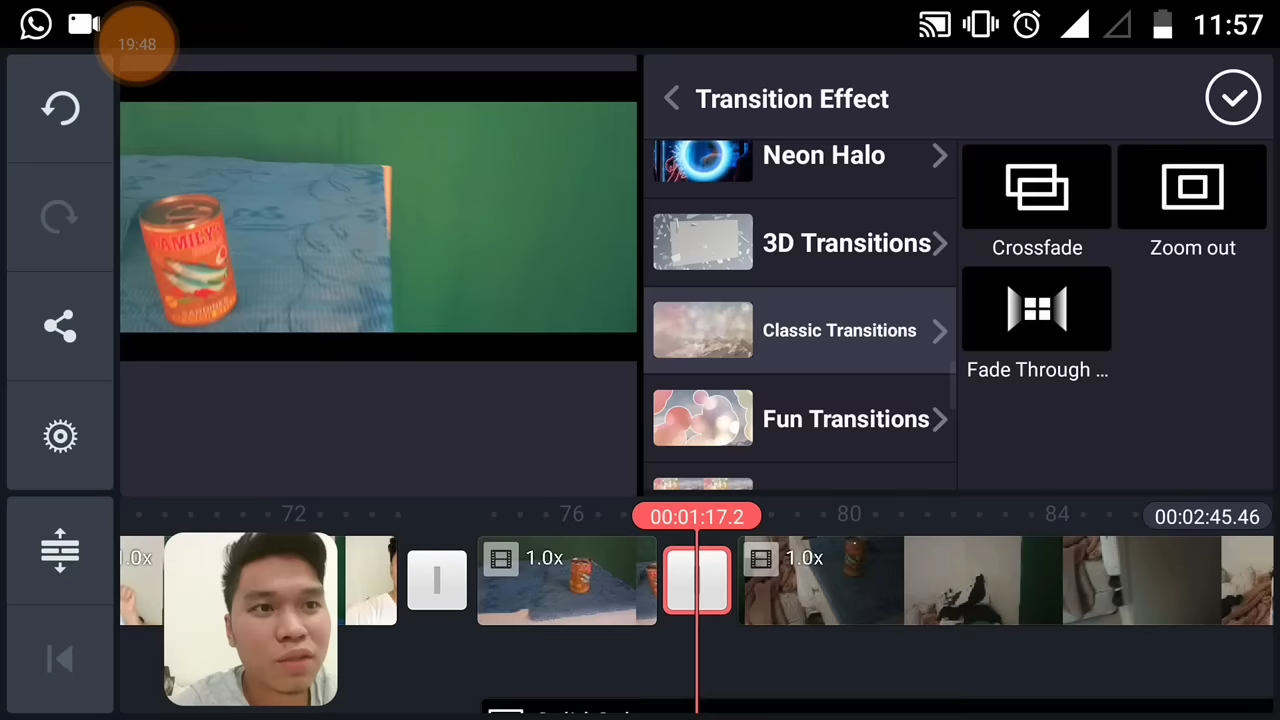 19:48
11:57
Transition Effect
Neon Halo
3D Transitions
Classic Transitions
Fun Transitions
Crossfade
Zoom out
Fade Through ...
FAMILY'S
72
76
00:01:17.2
80
84
00:02:45.46
1.0x
1.0x
1.0x